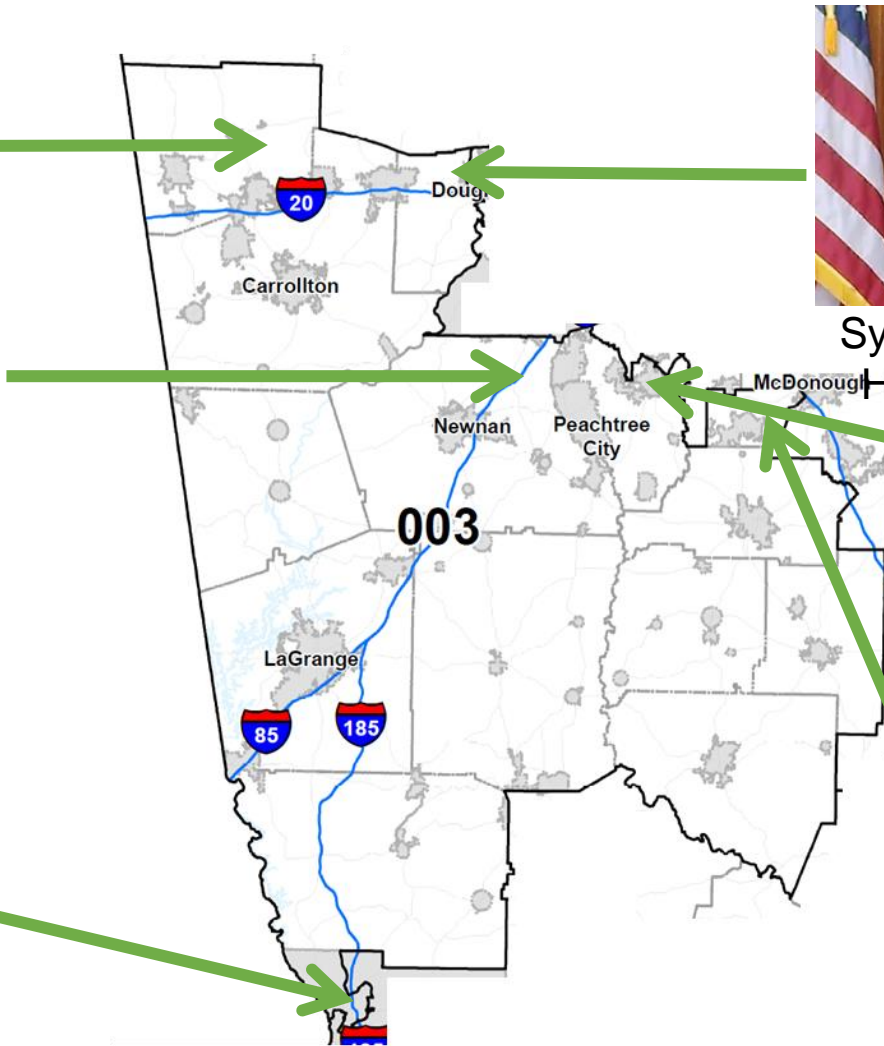 20
Doug
Carrollton
Sy
McDonough
Newnan
Peachtree
City
003
LaGrange
85
185